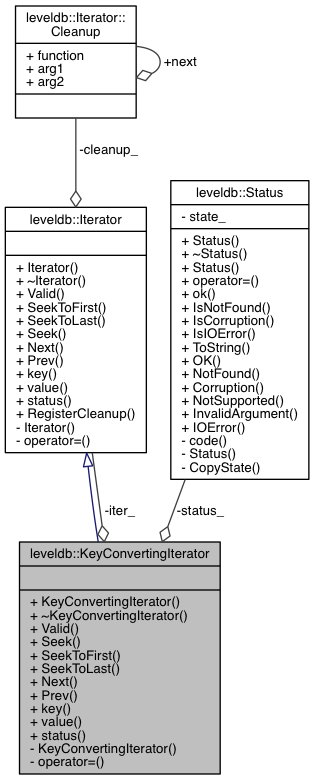 leveldb::Iterator::
Cleanup
+ function
+ arg1
+ arg2
+next
-cleanup_
leveldb::Iterator
+ Iterator()
+ ~Iterator()
+ Valid()
+ SeekToFirst()
+ SeekToLast()
+ Seek()
+ Next()
+ Prev()
+ key()
+ value()
+ status()
+ RegisterCleanup()
- Iterator()
- operator=()
leveldb::Status
- state_
+ Status()
+ ~Status()
+ Status()
+ operator=()
+ ok()
+ IsNotFound()
+ IsCorruption()
+ IsIOError()
+ ToString()
+ OK()
+ NotFound()
+ Corruption()
+ NotSupported()
+ InvalidArgument()
+ IOError()
- code()
- Status()
- CopyState()
-iter_
-status_
leveldb::KeyConvertingIterator
+ KeyConvertingIterator()
+ ~KeyConvertingIterator()
+ Valid()
+ Seek()
+ SeekToFirst()
+ SeekToLast()
+ Next()
+ Prev()
+ key()
+ value()
+ status()
- KeyConvertingIterator()
- operator=()